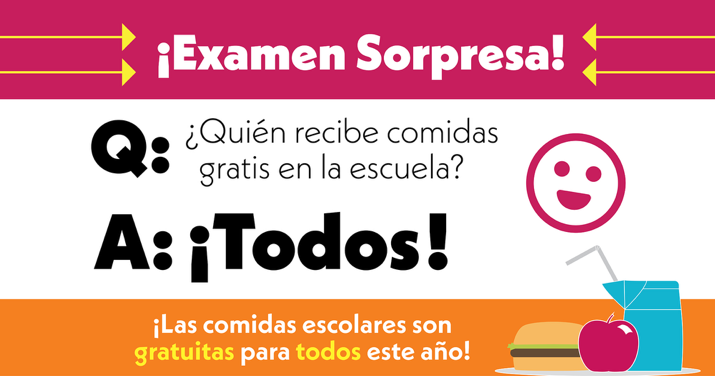 ¡Examen Sorpresa!
Q: ¿Quién recibe comidas
gratis en la escuela?
A: ¡Todos!
¡Las comidas escolares son
gratuitas para todos este año!